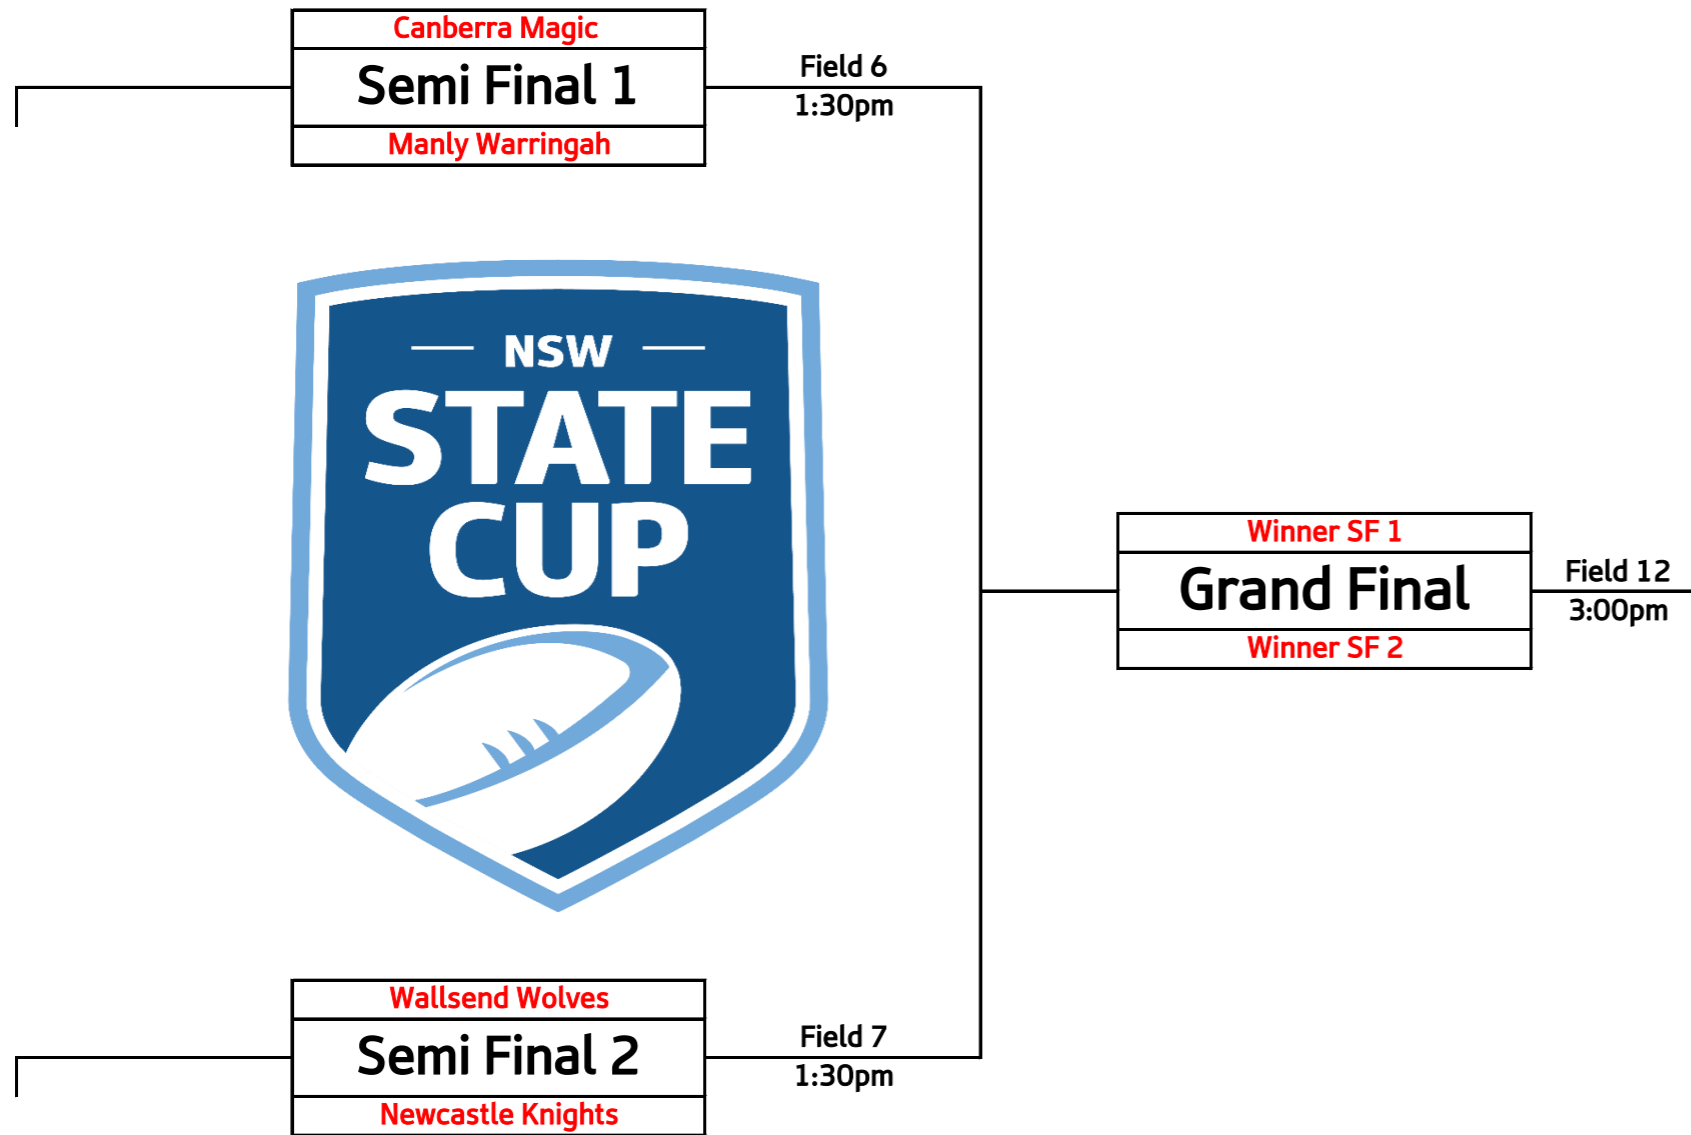 Canberra Magic
Semi Final 1
Manly Warringah
Field 6
1:30pm
NSW
STATE
CUP
Winner SF 1
Grand Final
Winner SF 2
Field 12
3:00pm
Wallsend Wolves
Semi Final 2
Newcastle Knights
Field 7
1:30pm